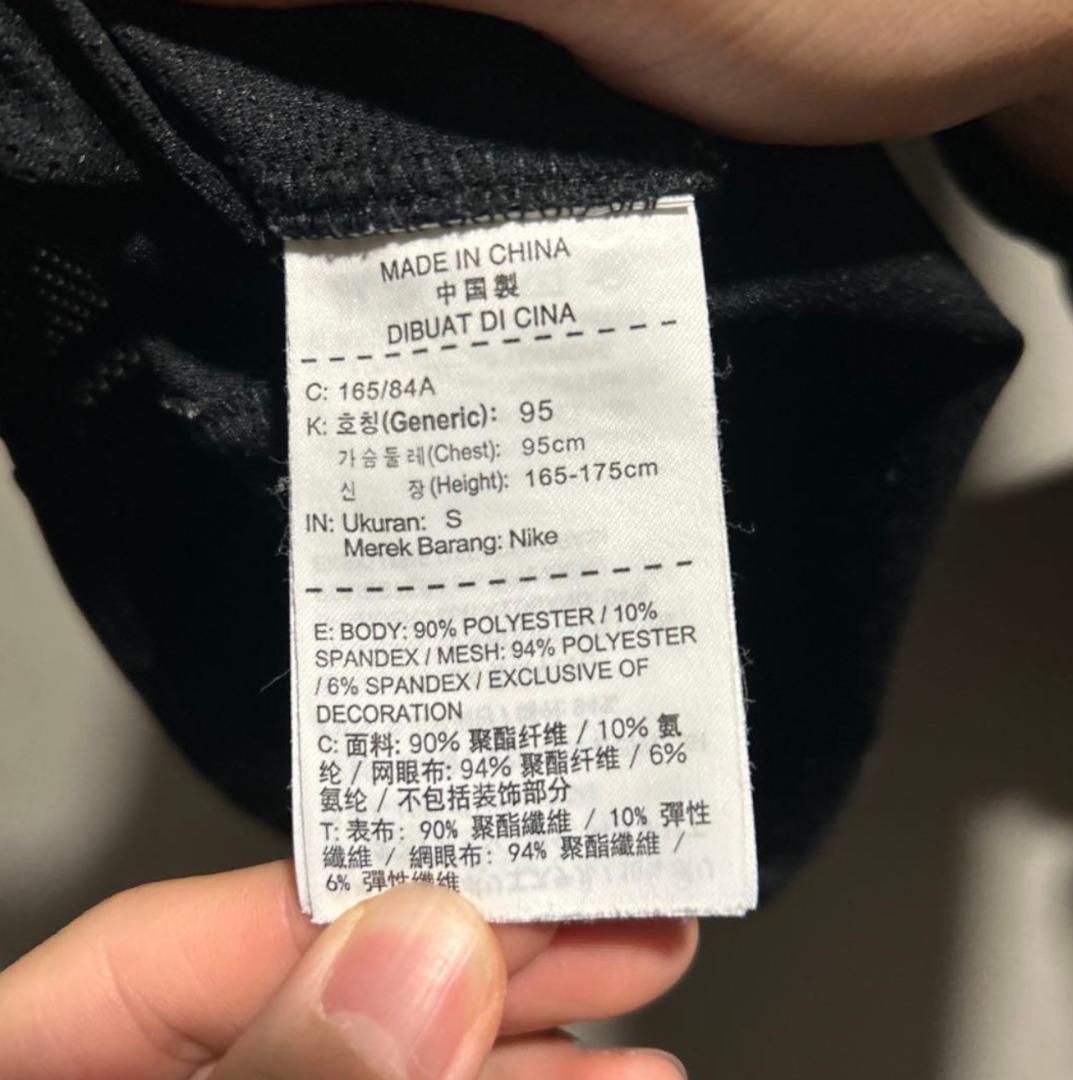 MADE IN CHINA
中国製
DIBUAT DI CINA
C: 165/84A
K: 호칭(Generic): 95
가슴둘레(Chest): 95cm
신 장(Height): 165-175cm
IN: Ukuran: S
Merek Barang: Nike
E: BODY: 90% POLYESTER / 10%
SPANDEX / MESH: 94% POLYESTER
/ 6% SPANDEX / EXCLUSIVE OF
DECORATION
C: 面料: 90% 聚酯纤维 / 10% 氨
纶 / 网眼布: 94% 聚酯纤维 / 6%
氨纶 / 不包括装饰部分
T: 表布: 90% 聚酯纖維 / 10% 彈性
纖維 / 網眼布: 94% 聚酯纖維 /
6% 彈性纖維